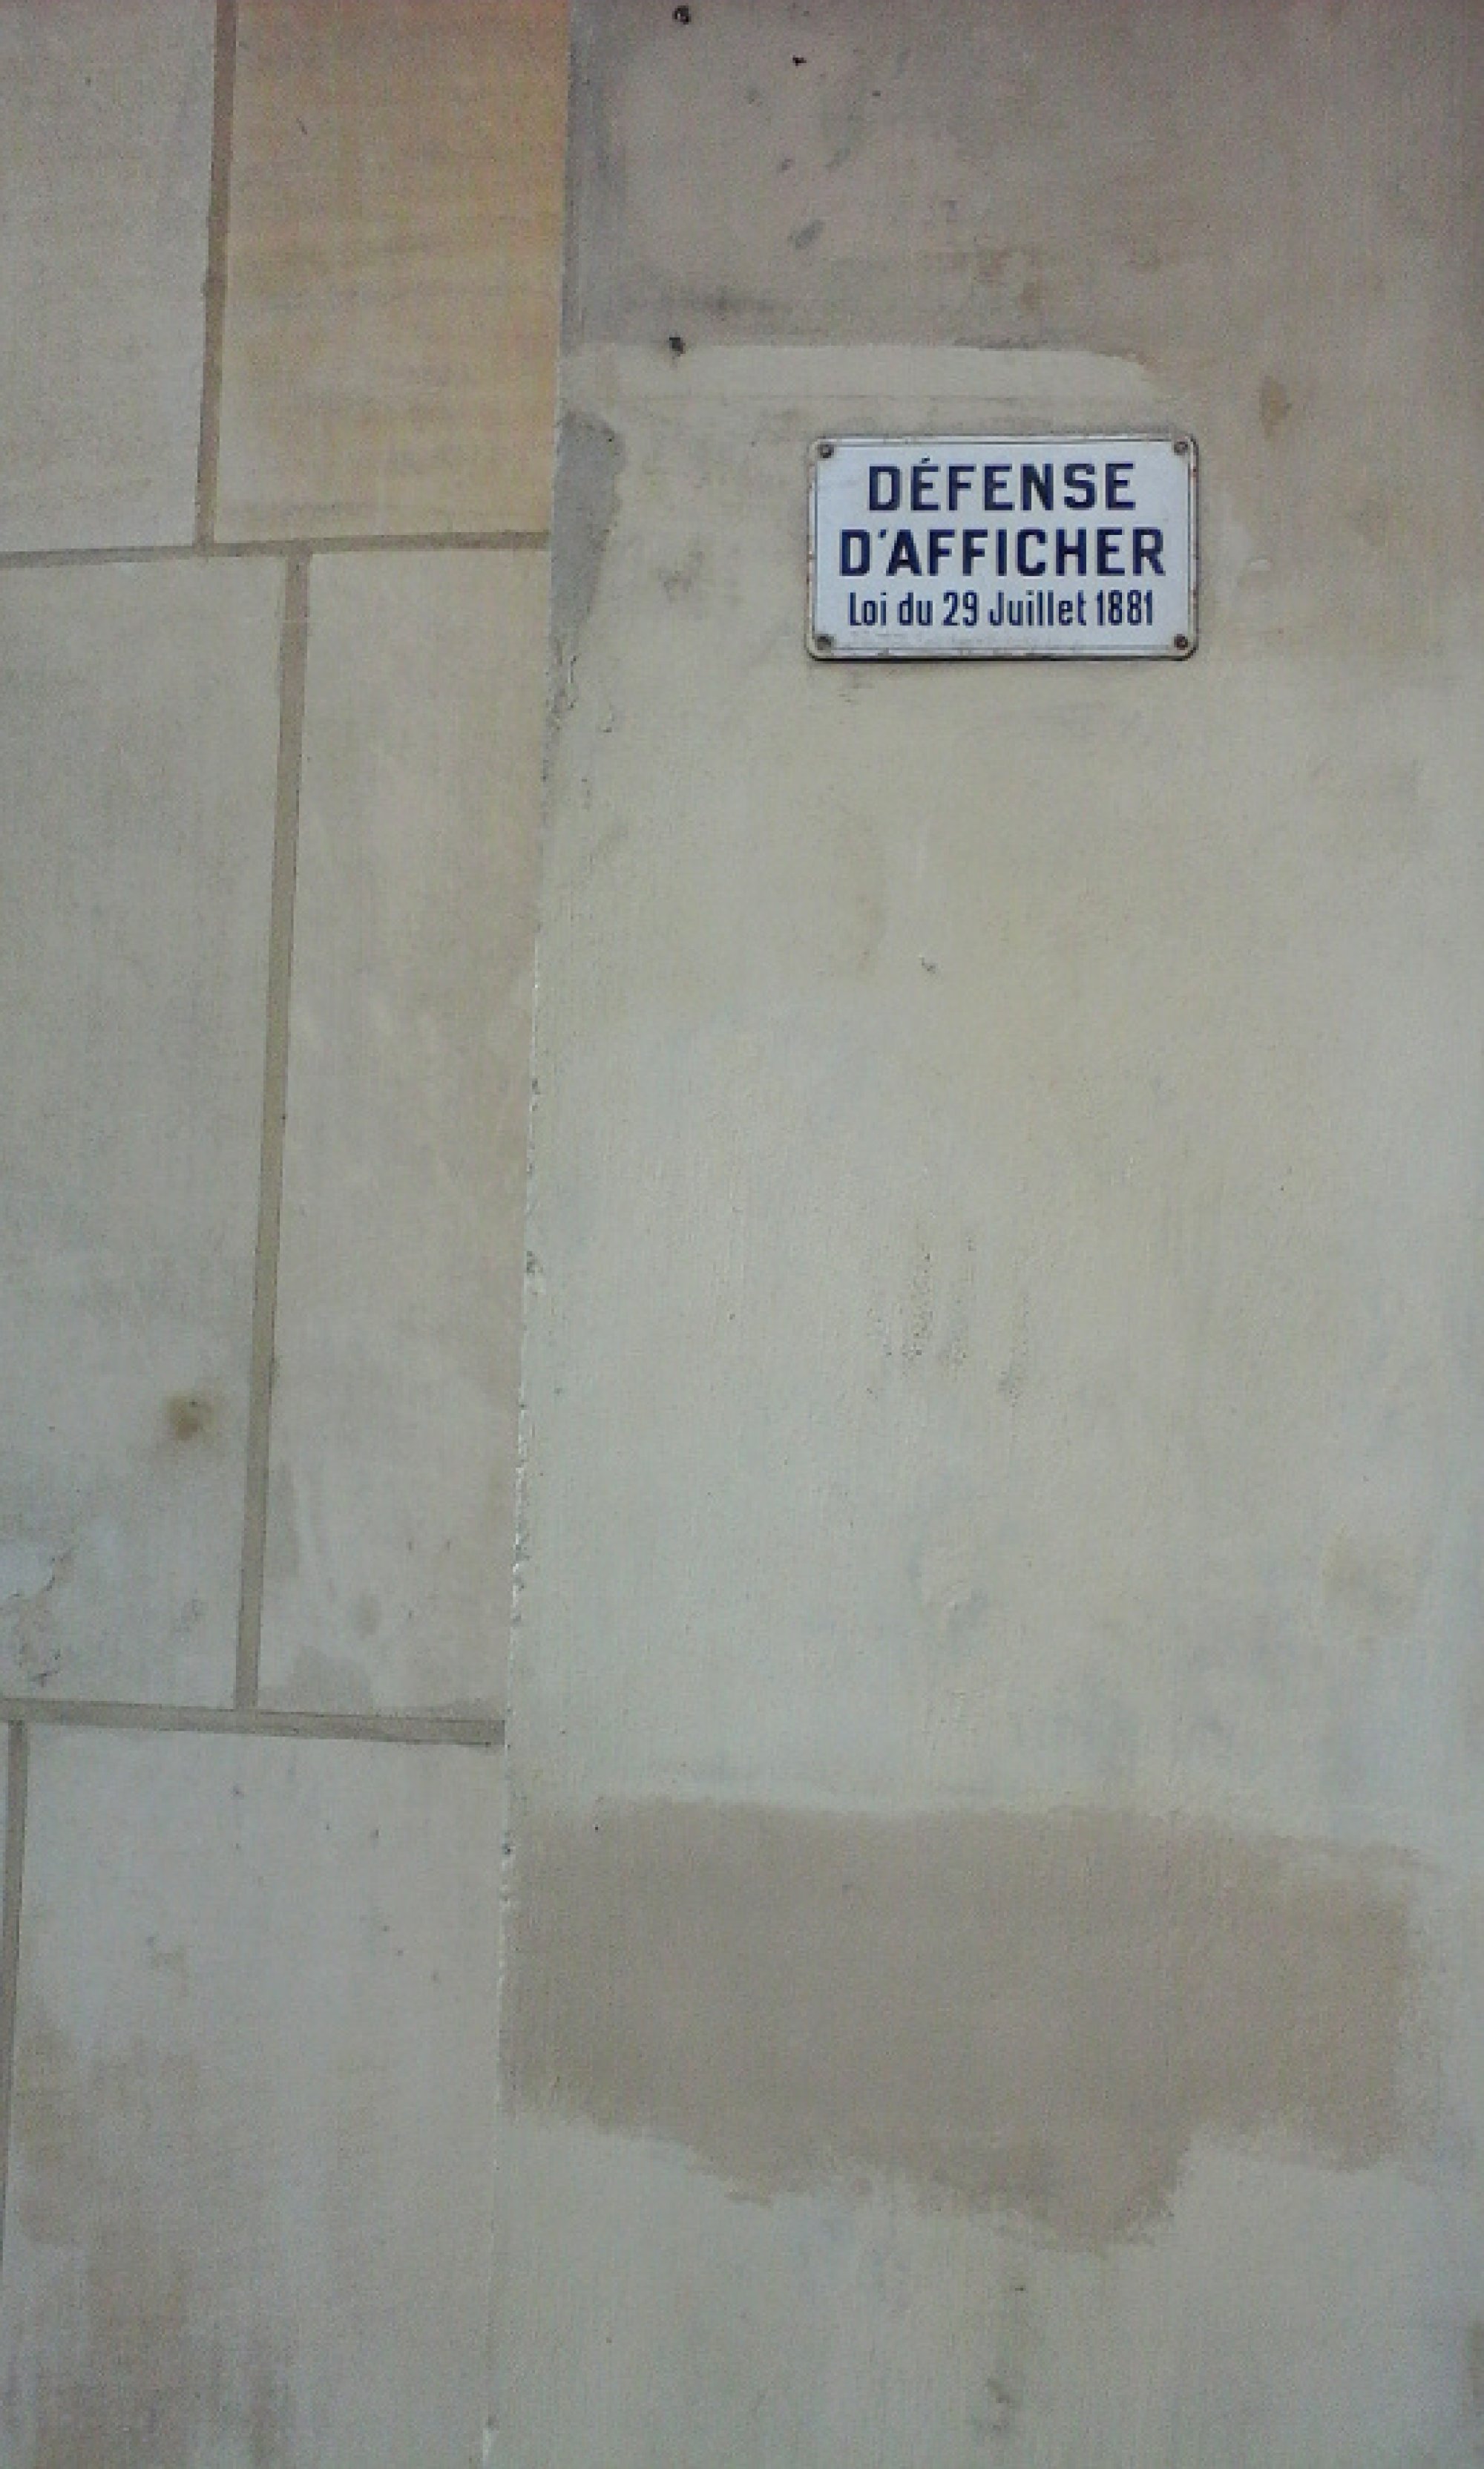 DÉFENSE
D'AFFICHER
Loi du 29 Juillet 1881